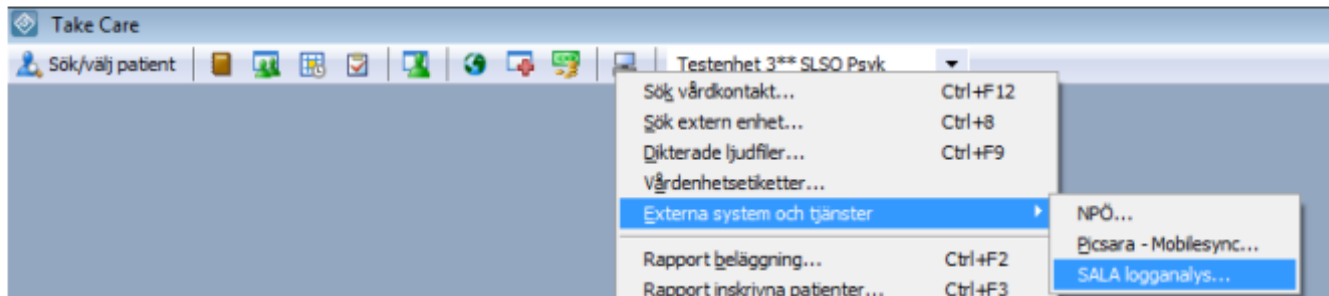 Take Care
Sök/välj patient Testenhet 3** SLSO Psyk
Sök vårdkontakt... Ctrl+F12
Sök extern enhet... Ctrl+8
Dikterade ljudfiler... Ctrl+F9
Vårdenhetsetiketter...
Externa system och tjänster
NPÖ...
Picsara - Mobilesync...
SALA logganalys...
Rapport beläggning... Ctrl+F2
Rapport inskrivna patienter... Ctrl+F3